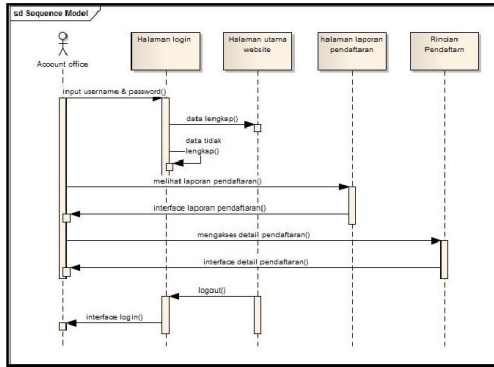 sd Sequence Model
Account office
Halaman login
Halaman utama
website
halaman laporan
pendaftaran
Rincian
Pendaftarn
input username & password()
data lengkap()
data tidak
lengkap()
melihat laporan pendaftaran()
interface laporan pendaftaran()
mengakses detail pendaftaran()
interface detail pendaftaran()
logout()
interface login()